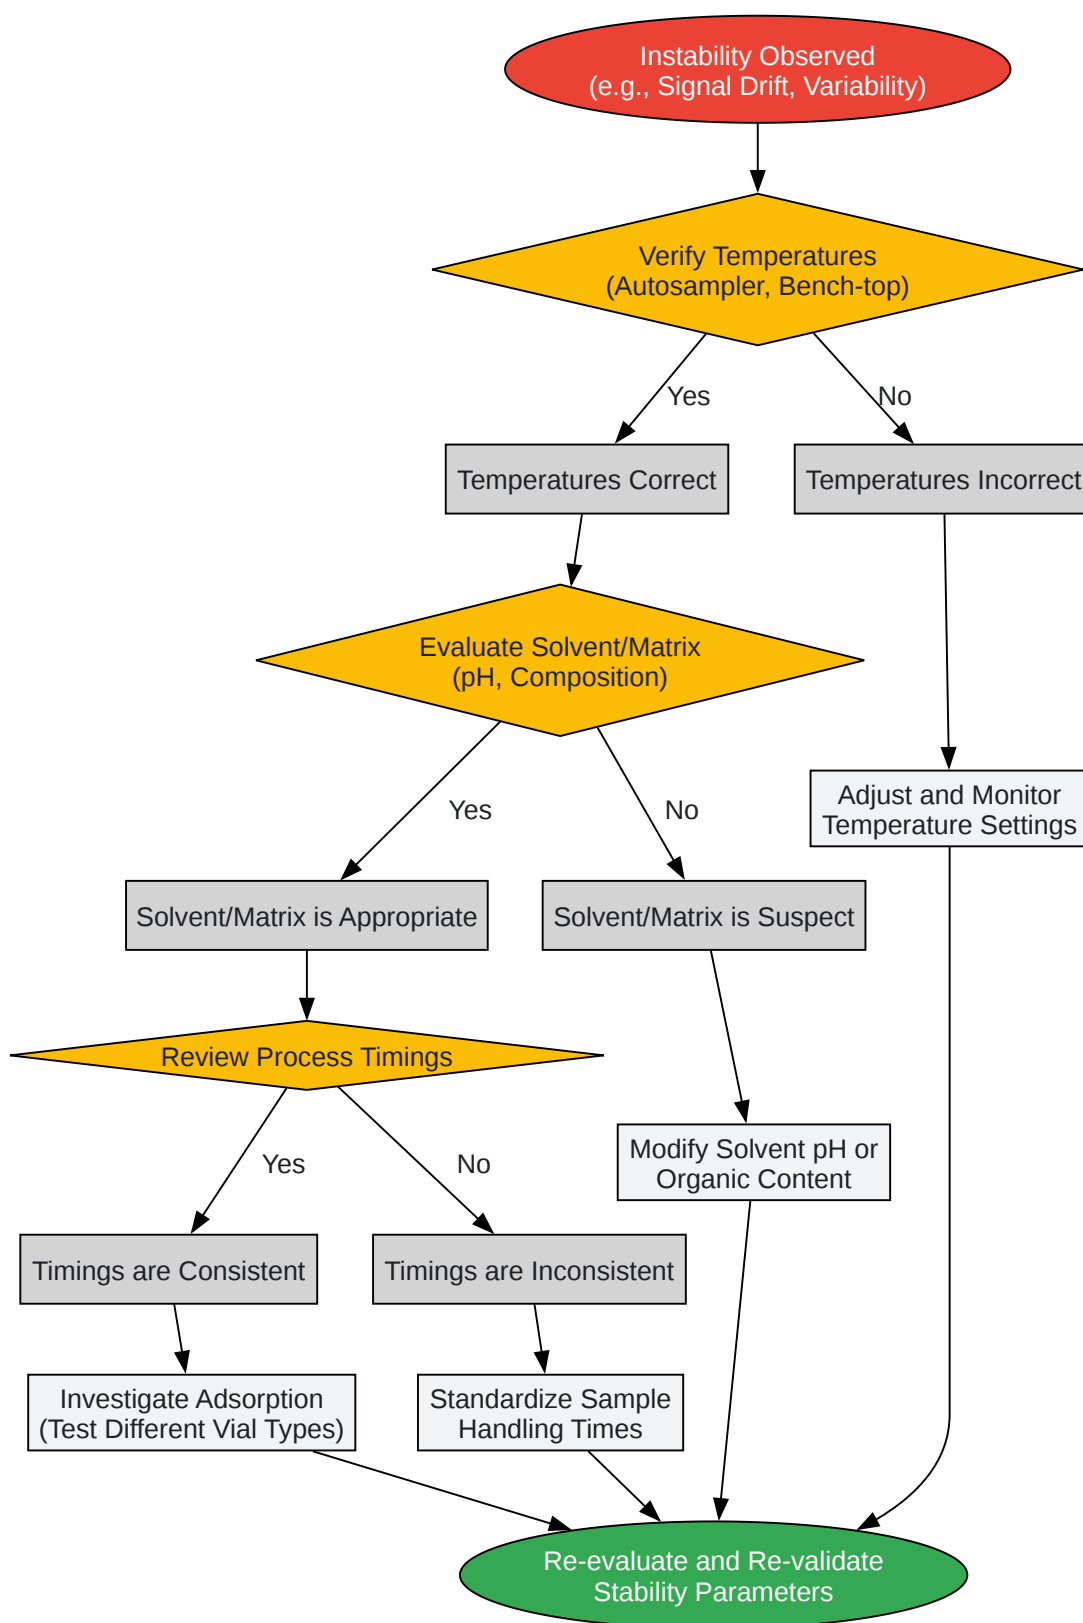 Instability Observed
(e.g., Signal Drift, Variability)
Verify Temperatures
(Autosampler, Bench-top)
Yes
No
Temperatures Correct
Temperatures Incorrect
Evaluate Solvent/Matrix
(pH, Composition)
Adjust and Monitor
Temperature Settings
Yes
No
Solvent/Matrix is Appropriate
Solvent/Matrix is Suspect
Review Process Timings
Modify Solvent pH or
Organic Content
Yes
No
Timings are Consistent
Timings are Inconsistent
Investigate Adsorption
(Test Different Vial Types)
Standardize Sample
Handling Times
Re-evaluate and Re-validate
Stability Parameters